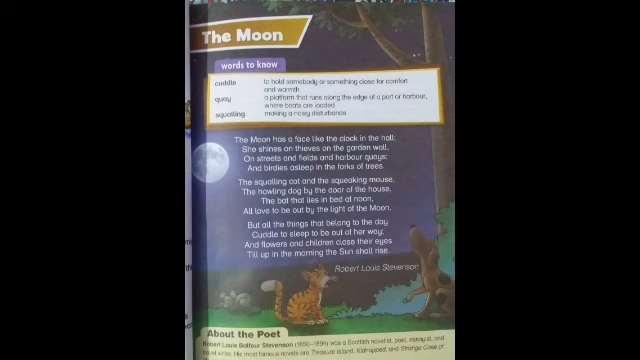 The Moon
words to know
cuddle to hold somebody or something close for comfort
and warmth
quay a platform that runs along the edge of a port or harbour,
where boats are loaded
squalling making a noisy disturbance
The Moon has a face like the clock in the hall;
She shines on thieves on the garden wall,
On streets and fields and harbour quays,
And birdies asleep in the forks of trees.
The squalling cat and the squeaking mouse,
The howling dog by the door of the house,
The bat that lies in bed at noon,
All love to be out by the light of the Moon.
But all the things that belong to the day
Cuddle to sleep to be out of her way;
And flowers and children close their eyes
Till up in the morning the Sun shall rise.
Robert Louis Stevenson
About the Poet
Robert Louis Balfour Stevenson (1850–1894) was a Scottish novelist, poet, essayist, and
travel writer. His most famous novels are Treasure Island, Kidnapped, and Strange Case of